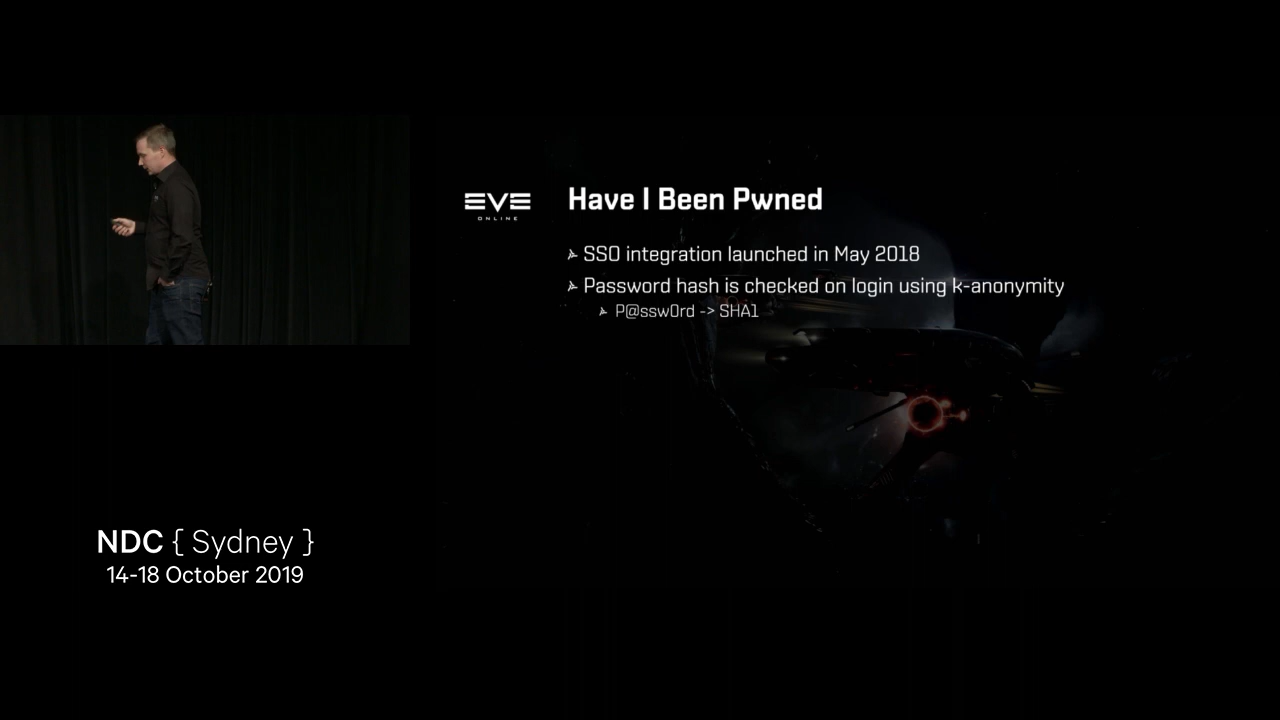 EVE
ONLINE
Have I Been Pwned
SSO integration launched in May 2018
Password hash is checked on login using k-anonymity
P@ssw0rd -> SHA1
NDC { Sydney }
14-18 October 2019